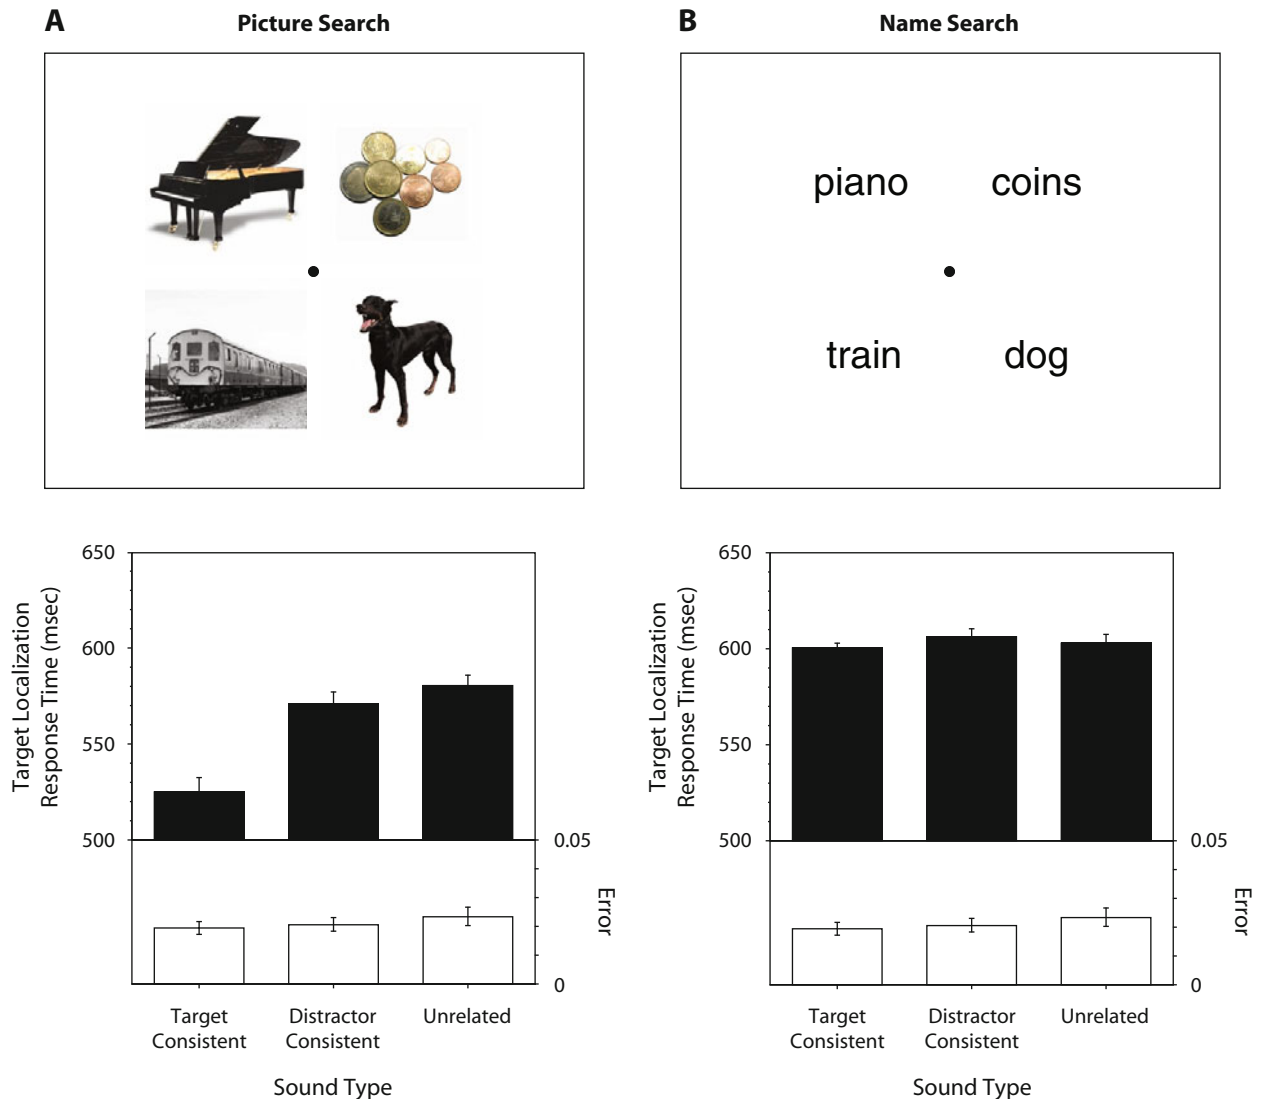 A
Picture Search
B
Name Search
piano
coins
train
dog
650
600
550
500
Target Localization
Response Time (msec)
0.05
0
Error
Target
Consistent
Distractor
Consistent
Unrelated
Sound Type
650
600
550
500
Target Localization
Response Time (msec)
0.05
0
Error
Target
Consistent
Distractor
Consistent
Unrelated
Sound Type